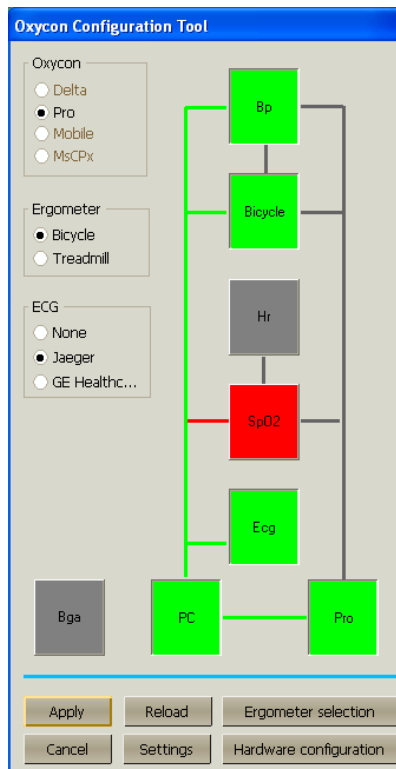 Oxycon Configuration Tool
Oxycon
Delta
Pro
Mobile
MsCPx
Ergometer
Bicycle
Treadmill
ECG
None
Jaeger
GE Healthc...
Bp
Bicycle
Hr
SpO2
Ecg
Bga
PC
Pro
Apply
Reload
Ergometer selection
Cancel
Settings
Hardware configuration